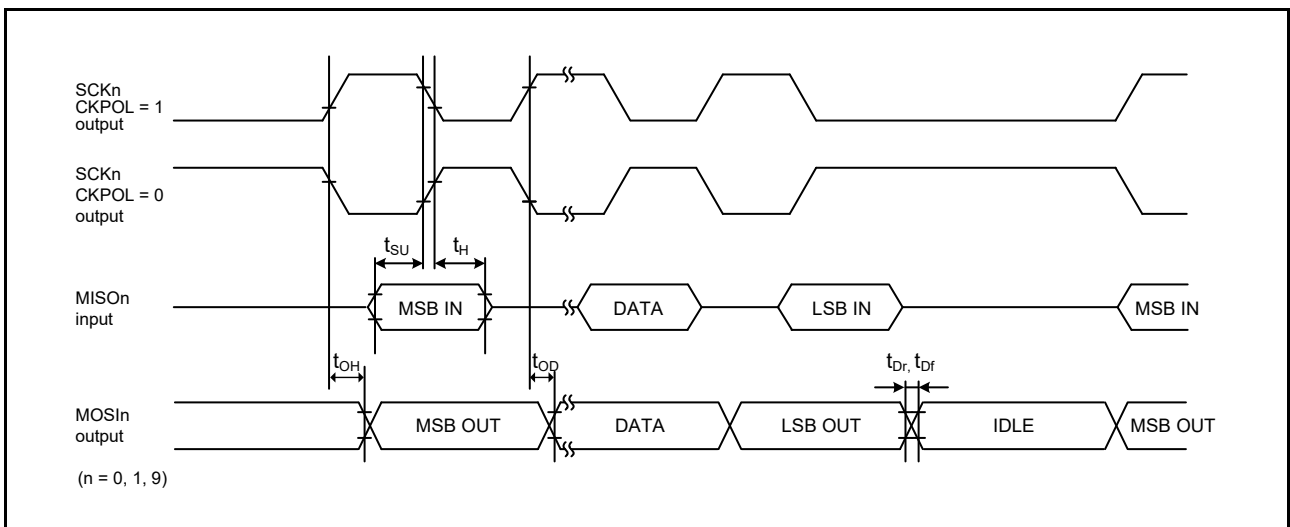 SCKn
CKPOL = 1
output
SCKn
CKPOL = 0
output
tSU
tH
MISOn
input
MSB IN
DATA
LSB IN
MSB IN
tOH
tOD
tDr, tDf
MOSIn
output
MSB OUT
DATA
LSB OUT
IDLE
MSB OUT
(n = 0, 1, 9)